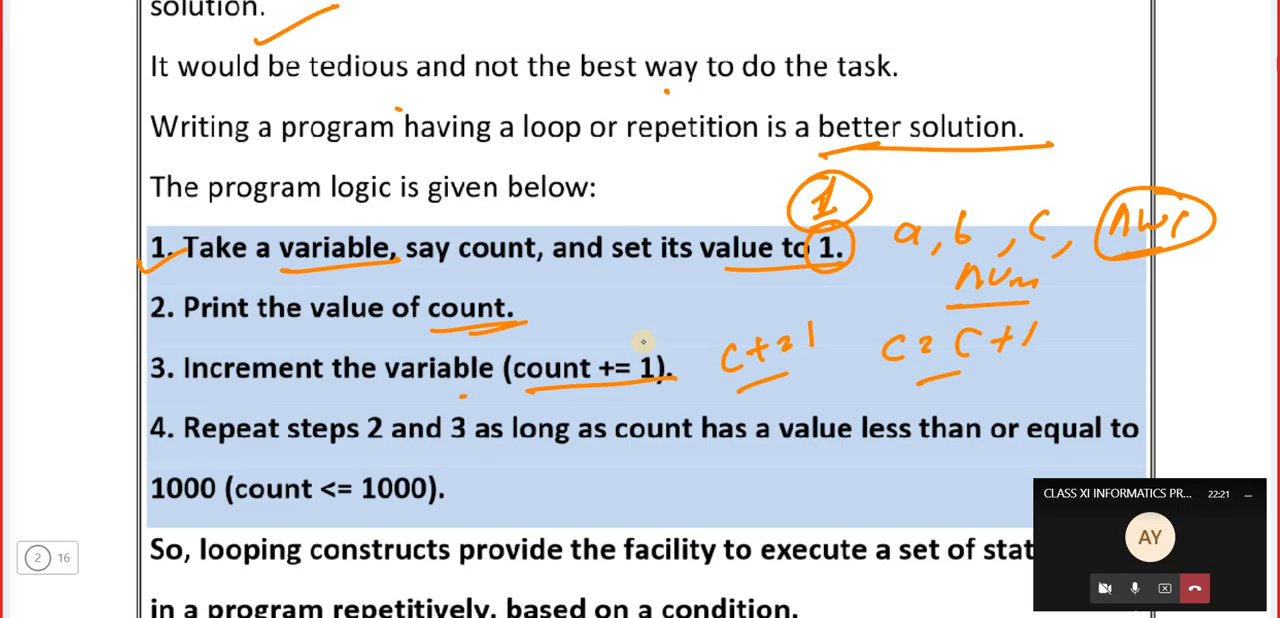 solution.
It would be tedious and not the best way to do the task.
Writing a program having a loop or repetition is a better solution.
The program logic is given below:
1
1. Take a variable, say count, and set its value to 1.
a, b, c,
num
2. Print the value of count.
3. Increment the variable (count += 1).
c+=1
c=c+1
4. Repeat steps 2 and 3 as long as count has a value less than or equal to
1000 (count <= 1000).
CLASS XI INFORMATICS PR... 22:21
AY
2 16
So, looping constructs provide the facility to execute a set of stat
in a program repetitively, based on a condition.